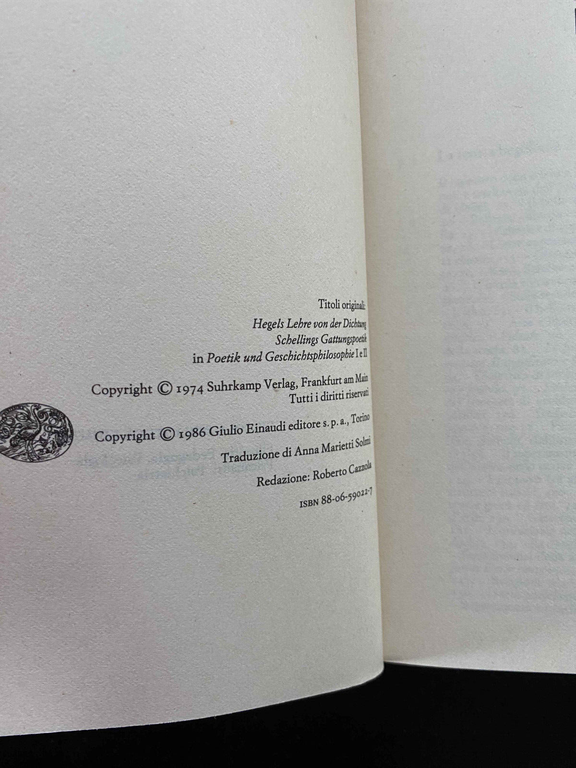 Titoli originali:
Hegels Lehre von der Dichtung
Schellings Gattungspoetik
in Poetik und Geschichtsphilosophie I e II
Copyright © 1974 Suhrkamp Verlag, Frankfurt am Main
Tutti i diritti riservati
Copyright © 1986 Giulio Einaudi editore s. p. a., Torino
Traduzione di Anna Marietti Solmi
Redazione: Roberto Cazzola
ISBN 88-06-59022-7